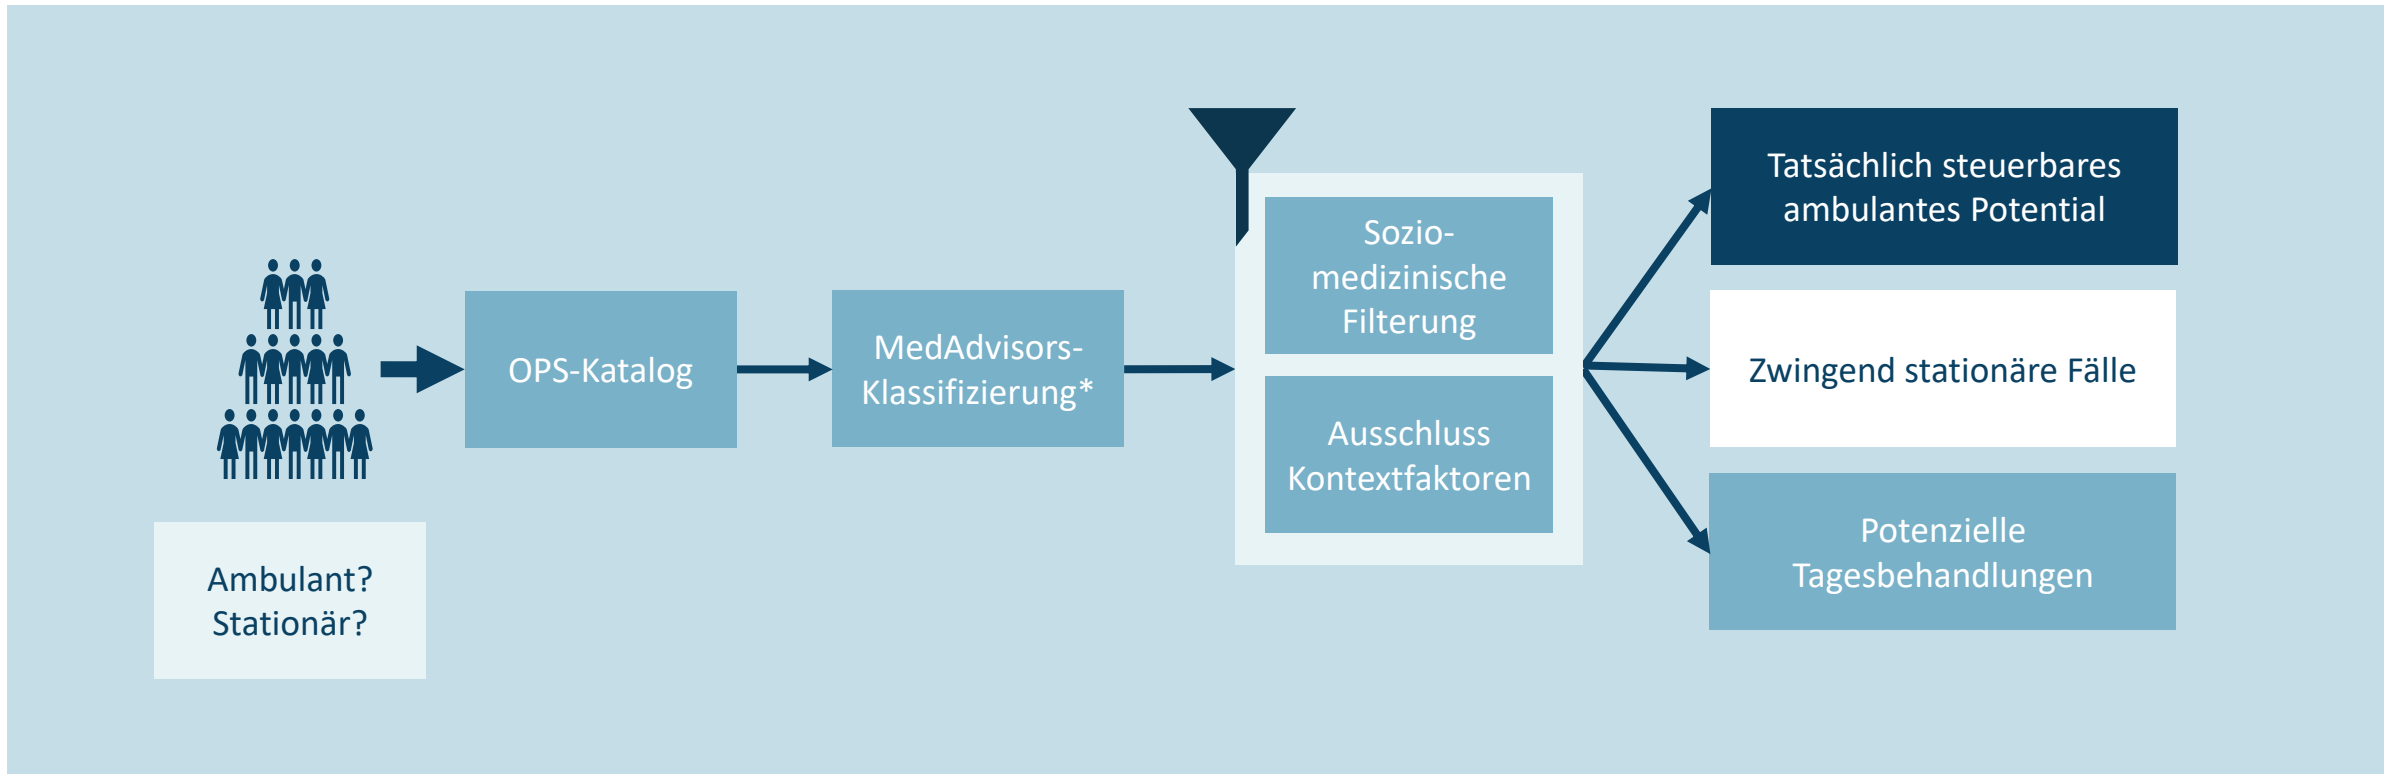 Ambulant?
Stationär?
OPS-Katalog
MedAdvisors-
Klassifizierung*
Sozio-
medizinische
Filterung
Ausschluss
Kontextfaktoren
Tatsächlich steuerbares
ambulantes Potential
Zwingend stationäre Fälle
Potenzielle
Tagesbehandlungen